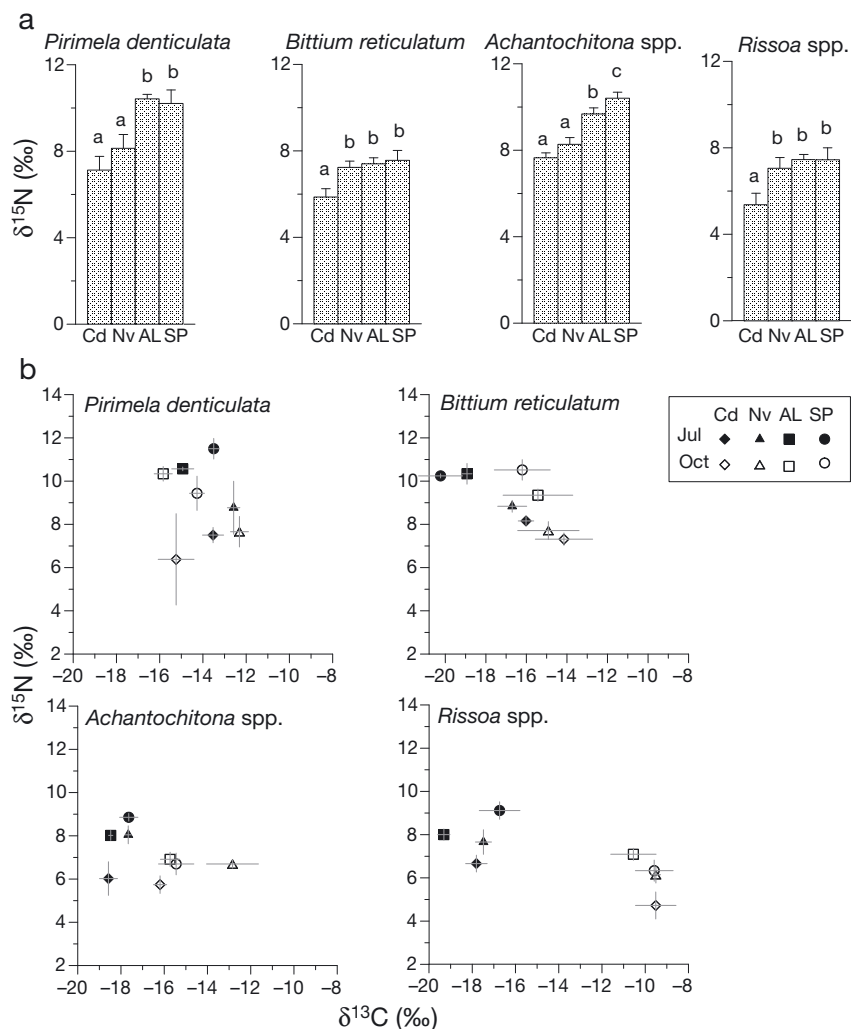 a
Pirimela denticulata
Bittium reticulatum
Achantochitona spp.
Rissoa spp.
12
8
4
0
δ15N (‰)
a a b b
Cd Nv AL SP
12
8
4
0
a b b b
Cd Nv AL SP
12
8
4
0
a a b c
Cd Nv AL SP
12
8
4
0
a b b b
Cd Nv AL SP
b
Pirimela denticulata
14
12
10
8
6
4
2
−20 −18 −16 −14 −12 −10 −8
Bittium reticulatum
14
12
10
8
6
4
2
−20 −18 −16 −14 −12 −10 −8
Cd Nv AL SP
Jul
Oct
δ15N (‰)
Achantochitona spp.
14
12
10
8
6
4
2
−20 −18 −16 −14 −12 −10 −8
Rissoa spp.
14
12
10
8
6
4
2
−20 −18 −16 −14 −12 −10 −8
δ13C (‰)